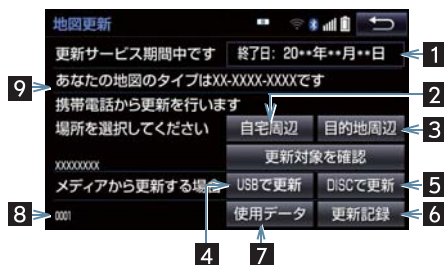 地図更新
更新サービス期間中です 終了日: 20**年**月**日 1
9 あなたの地図のタイプはXX-XXXX-XXXXです
携帯電話から更新を行います 2
場所を選択してください 自宅周辺 目的地周辺 3
更新対象を確認
XXXXXXXX
メディアから更新する場合 USBで更新 DISCで更新 5
8 0001 使用データ 更新記録 6
4 7